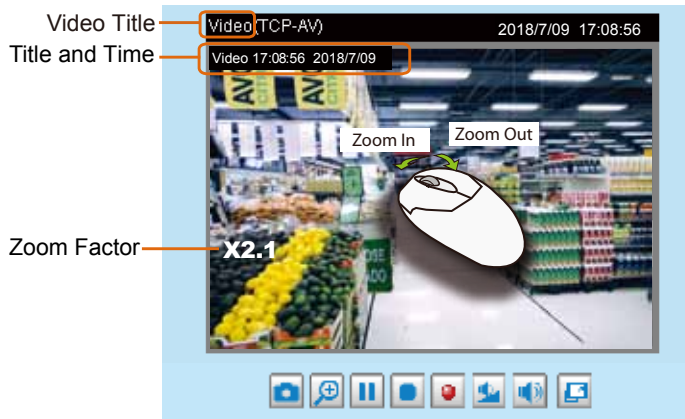 Video Title
Video(TCP-AV) 2018/7/09 17:08:56
Title and Time
Video 17:08:56 2018/7/09
Zoom In Zoom Out
Zoom Factor
X2.1